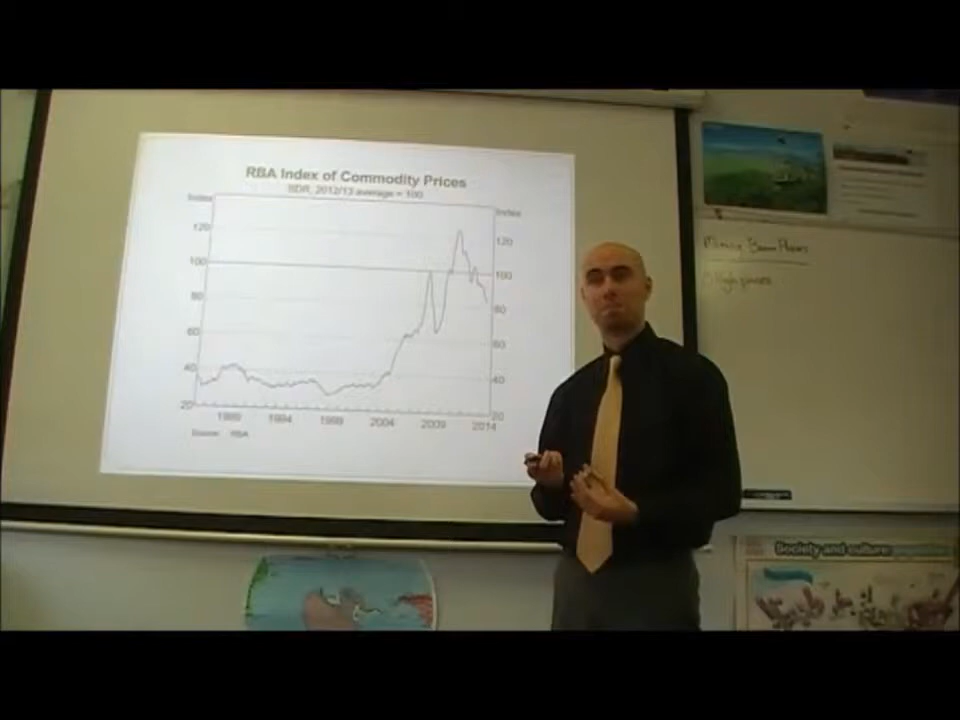 RBA Index of Commodity Prices
SDR, 2012/13 average = 100
Index
Index
120
120
100
100
80
80
60
60
40
40
20
20
1989
1994
1999
2004
2009
2014
Source: RBA
Mining Boom Phases
High prices
Society and culture: